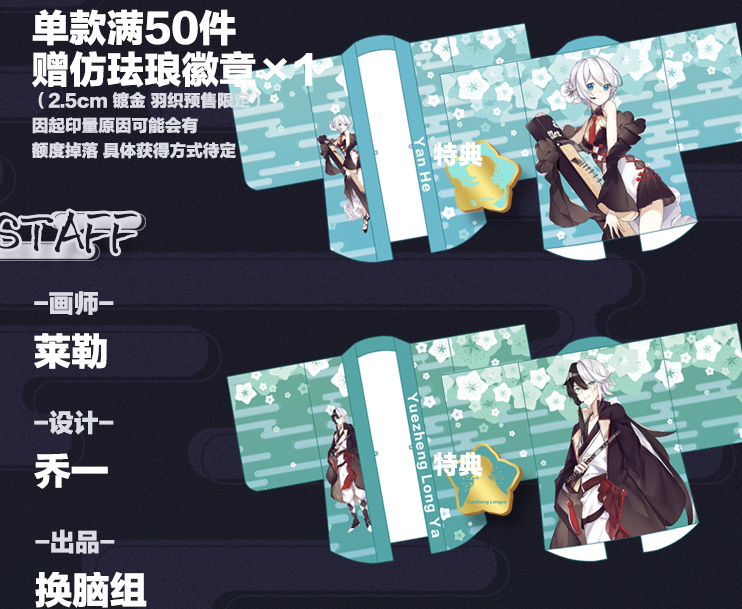 单款满50件
赠仿珐琅徽章×1
（2.5cm 镀金 羽织预售限定）
因起印量原因可能会有
额度掉落 具体获得方式待定
Yan He
特典
STAFF
–画师–
莱勒
–设计–
乔一
–出品–
换脑组
Yuezheng Long Ya
特典
Yuezheng Longya